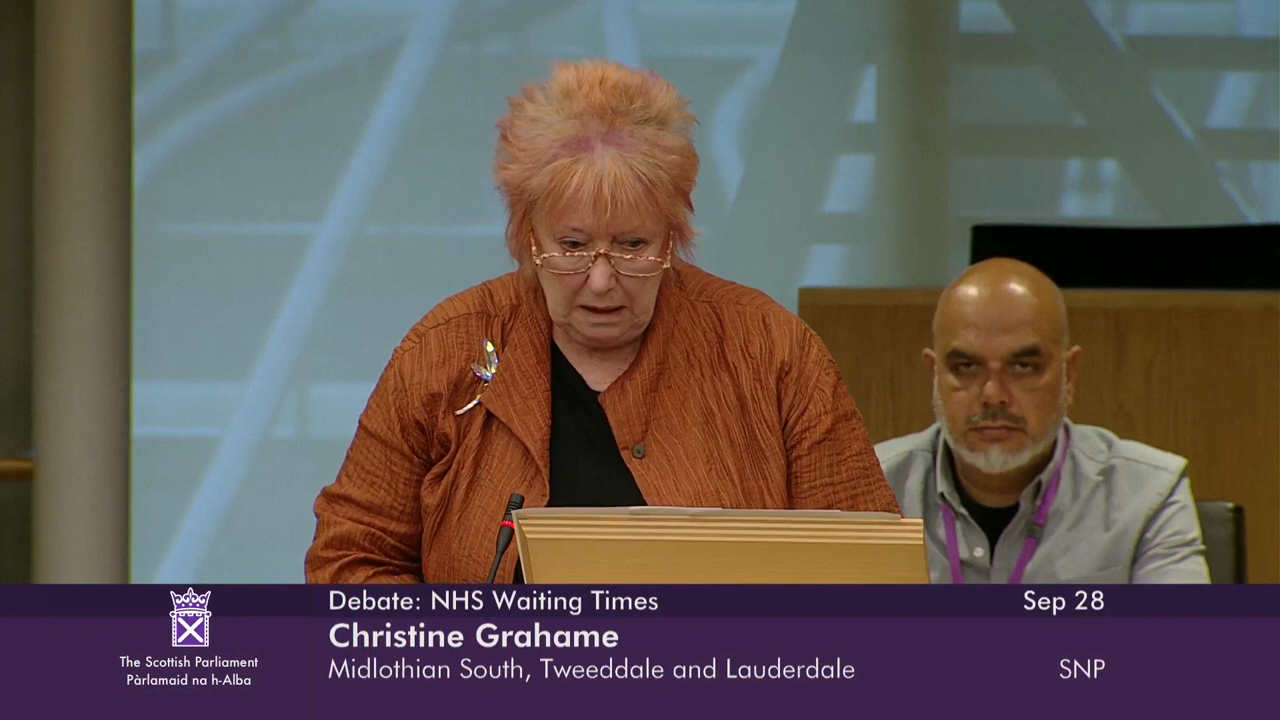 Debate: NHS Waiting Times
Sep 28
Christine Grahame
Midlothian South, Tweeddale and Lauderdale
SNP
The Scottish Parliament
Pàrlamaid na h-Alba